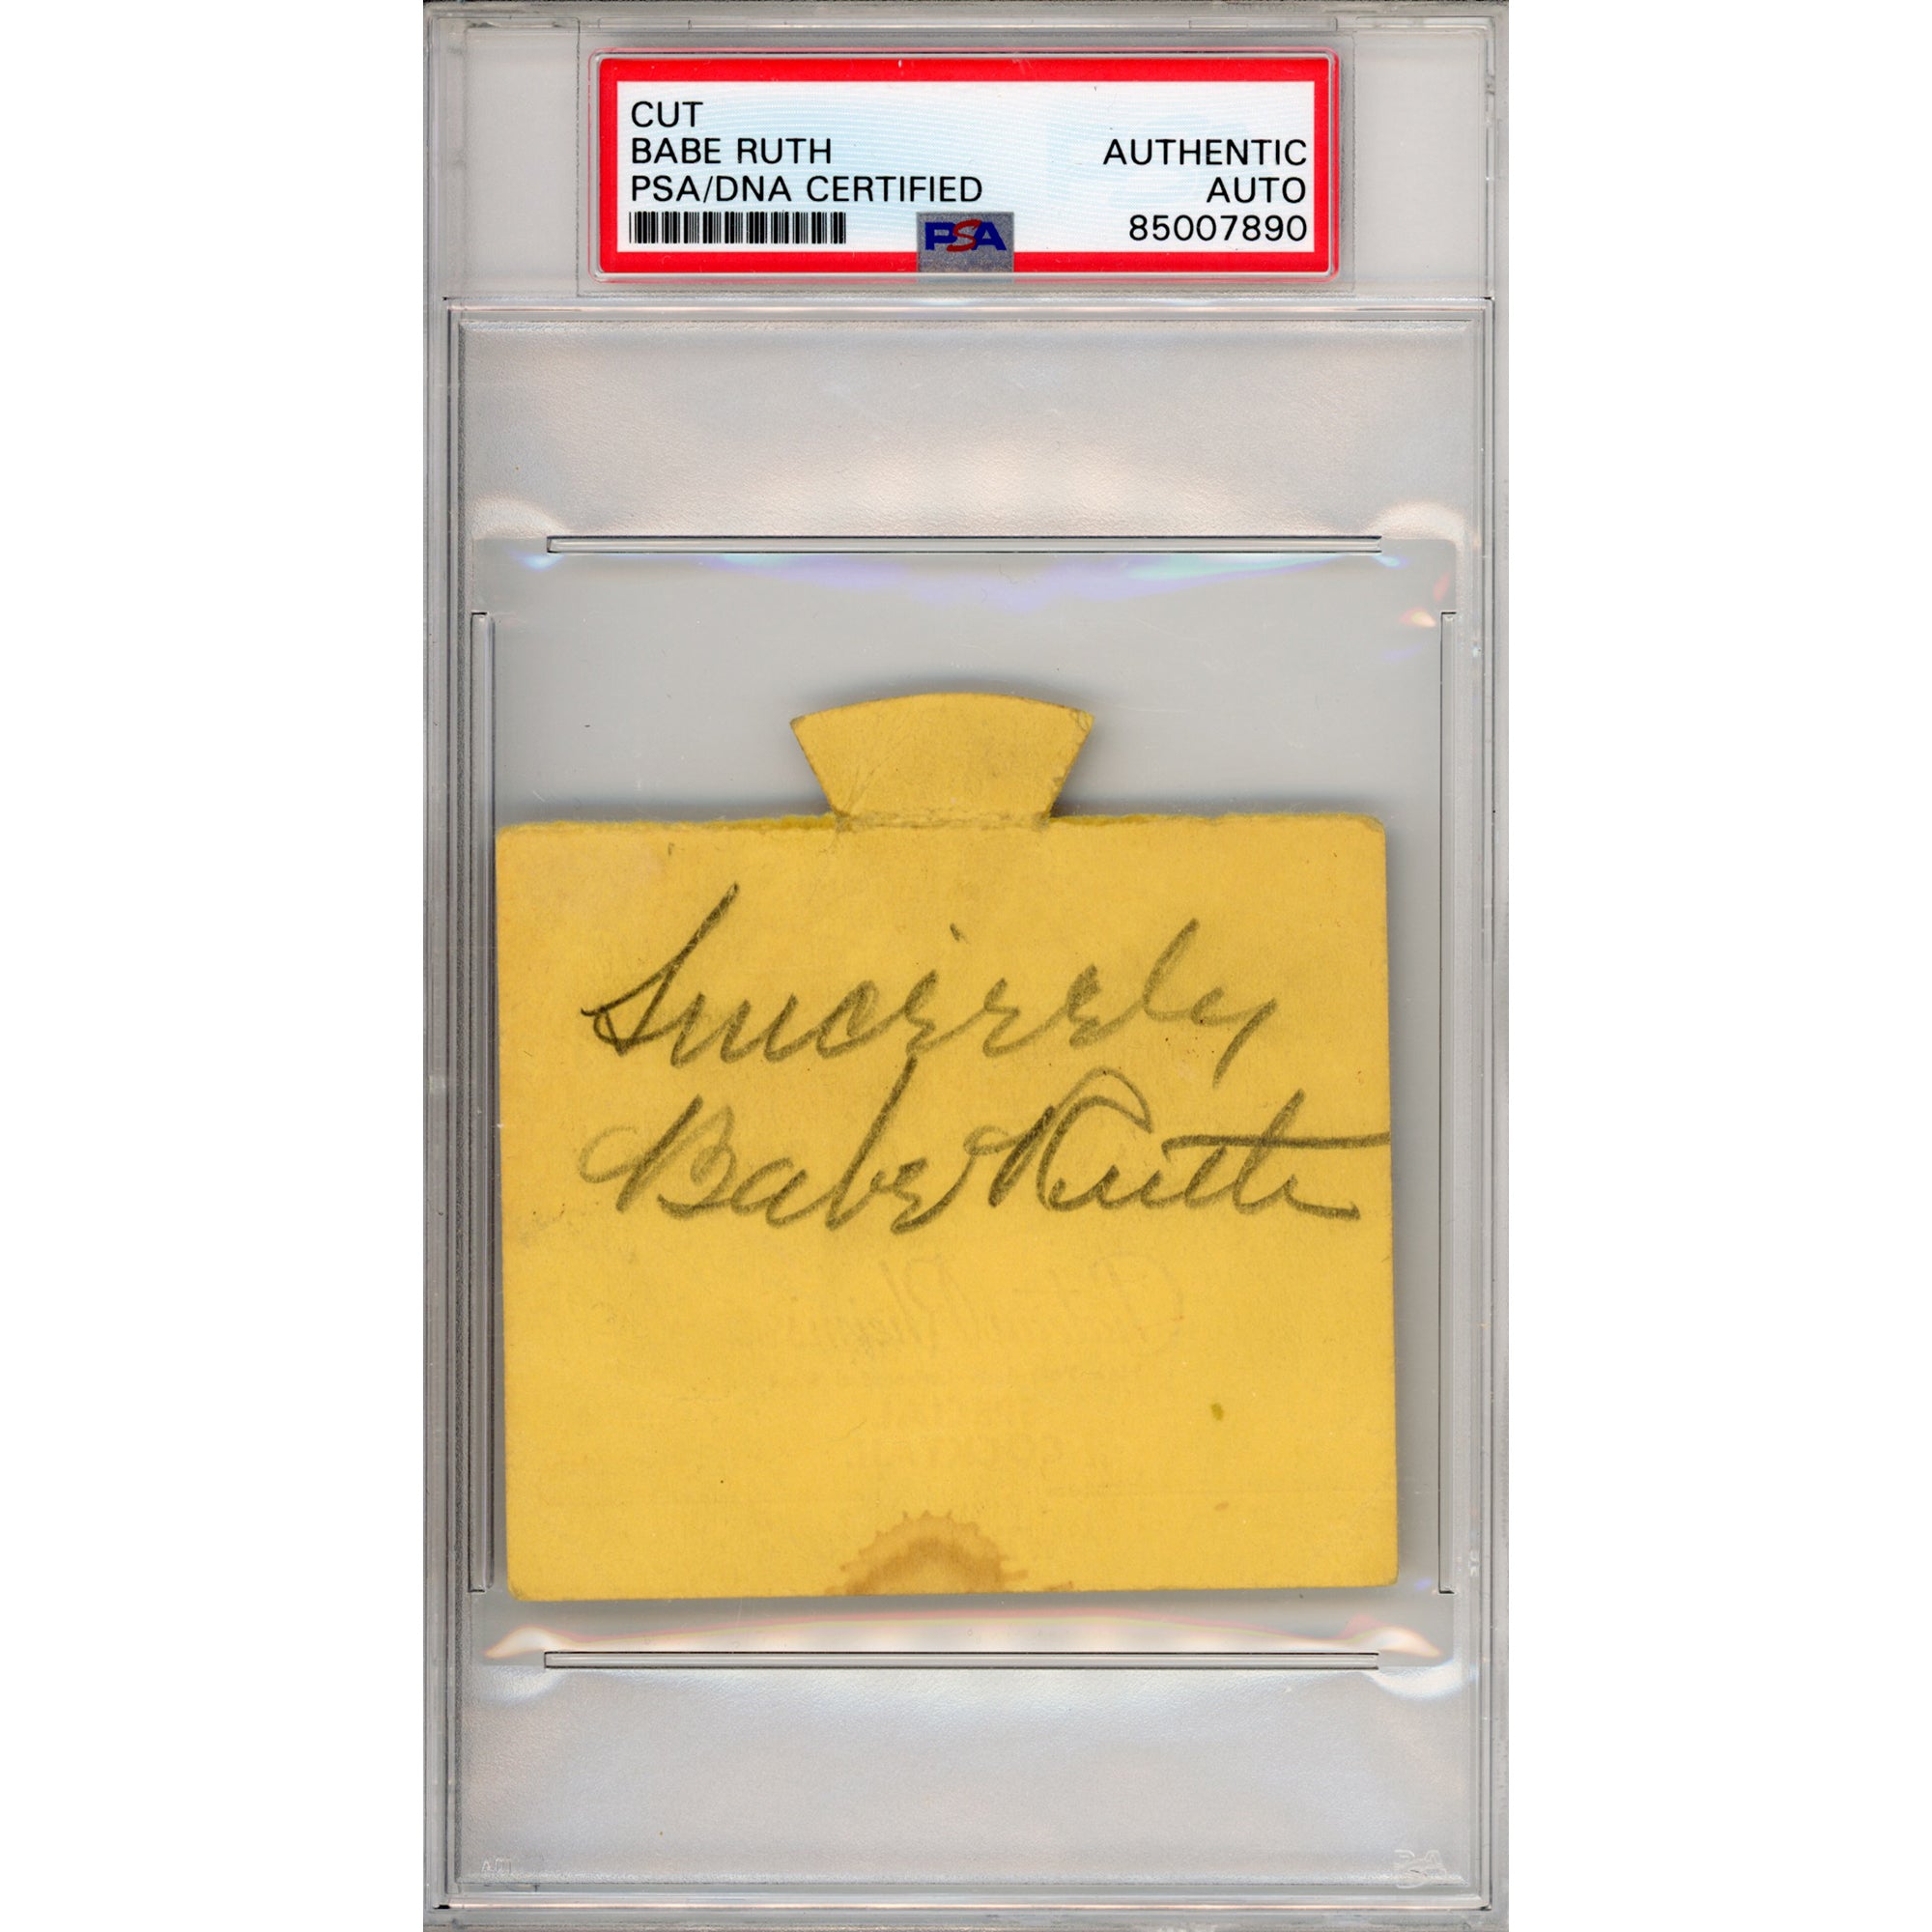 CUT
BABE RUTH
PSA/DNA CERTIFIED
AUTHENTIC
AUTO
85007890
PSA
Sincerely
Babe Ruth